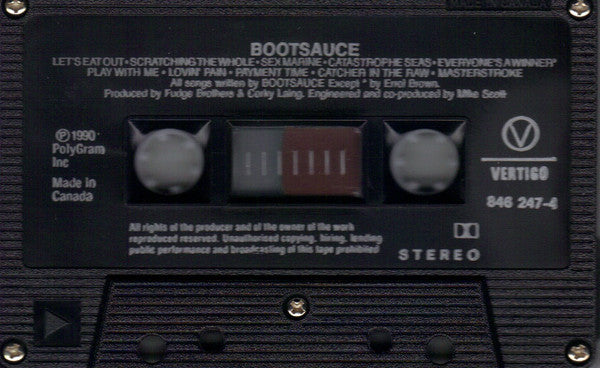 MADE IN CANADA
BOOTSAUCE
LET'S EAT OUT • SCRATCHING THE WHOLE • SEX MARINE • CATASTROPHE SEAS • EVERYONE'S A WINNER*
PLAY WITH ME • LOVIN' PAIN • PAYMENT TIME • CATCHER IN THE RAW • MASTERSTROKE
All songs written by BOOTSAUCE Except * by Errol Brown.
Produced by Fudge Brothers & Corky Laing. Engineered and co-produced by Mike Scott
℗1990
PolyGram
Inc
Made in
Canada
V
VERTIGO
846 247-4
All rights of the producer and of the owner of the work
reproduced reserved. Unauthorized copying, hiring, lending
public performance and broadcasting of this tape prohibited
STEREO